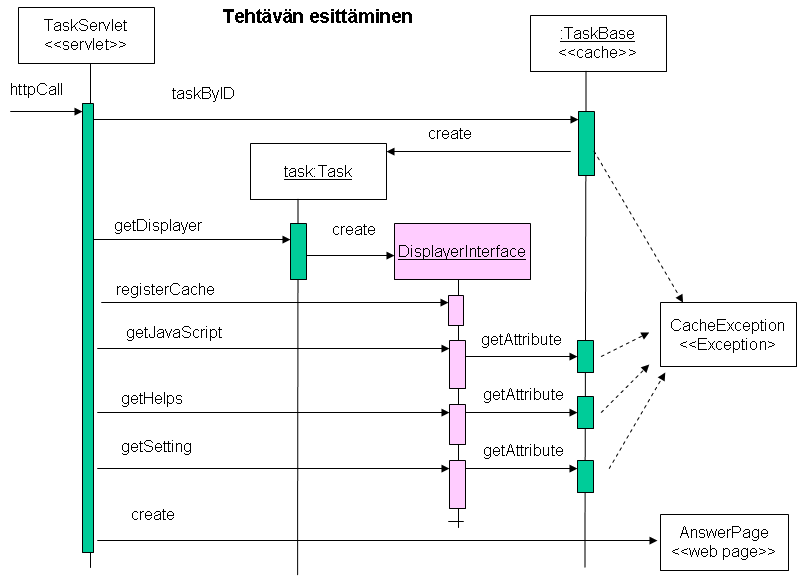 Tehtävän esittäminen
TaskServlet
<<servlet>>
:TaskBase
<<cache>>
httpCall
taskByID
create
task:Task
getDisplayer
create
DisplayerInterface
registerCache
getJavaScript
getAttribute
CacheException
<<Exception>
getHelps
getAttribute
getSetting
getAttribute
create
AnswerPage
<<web page>>